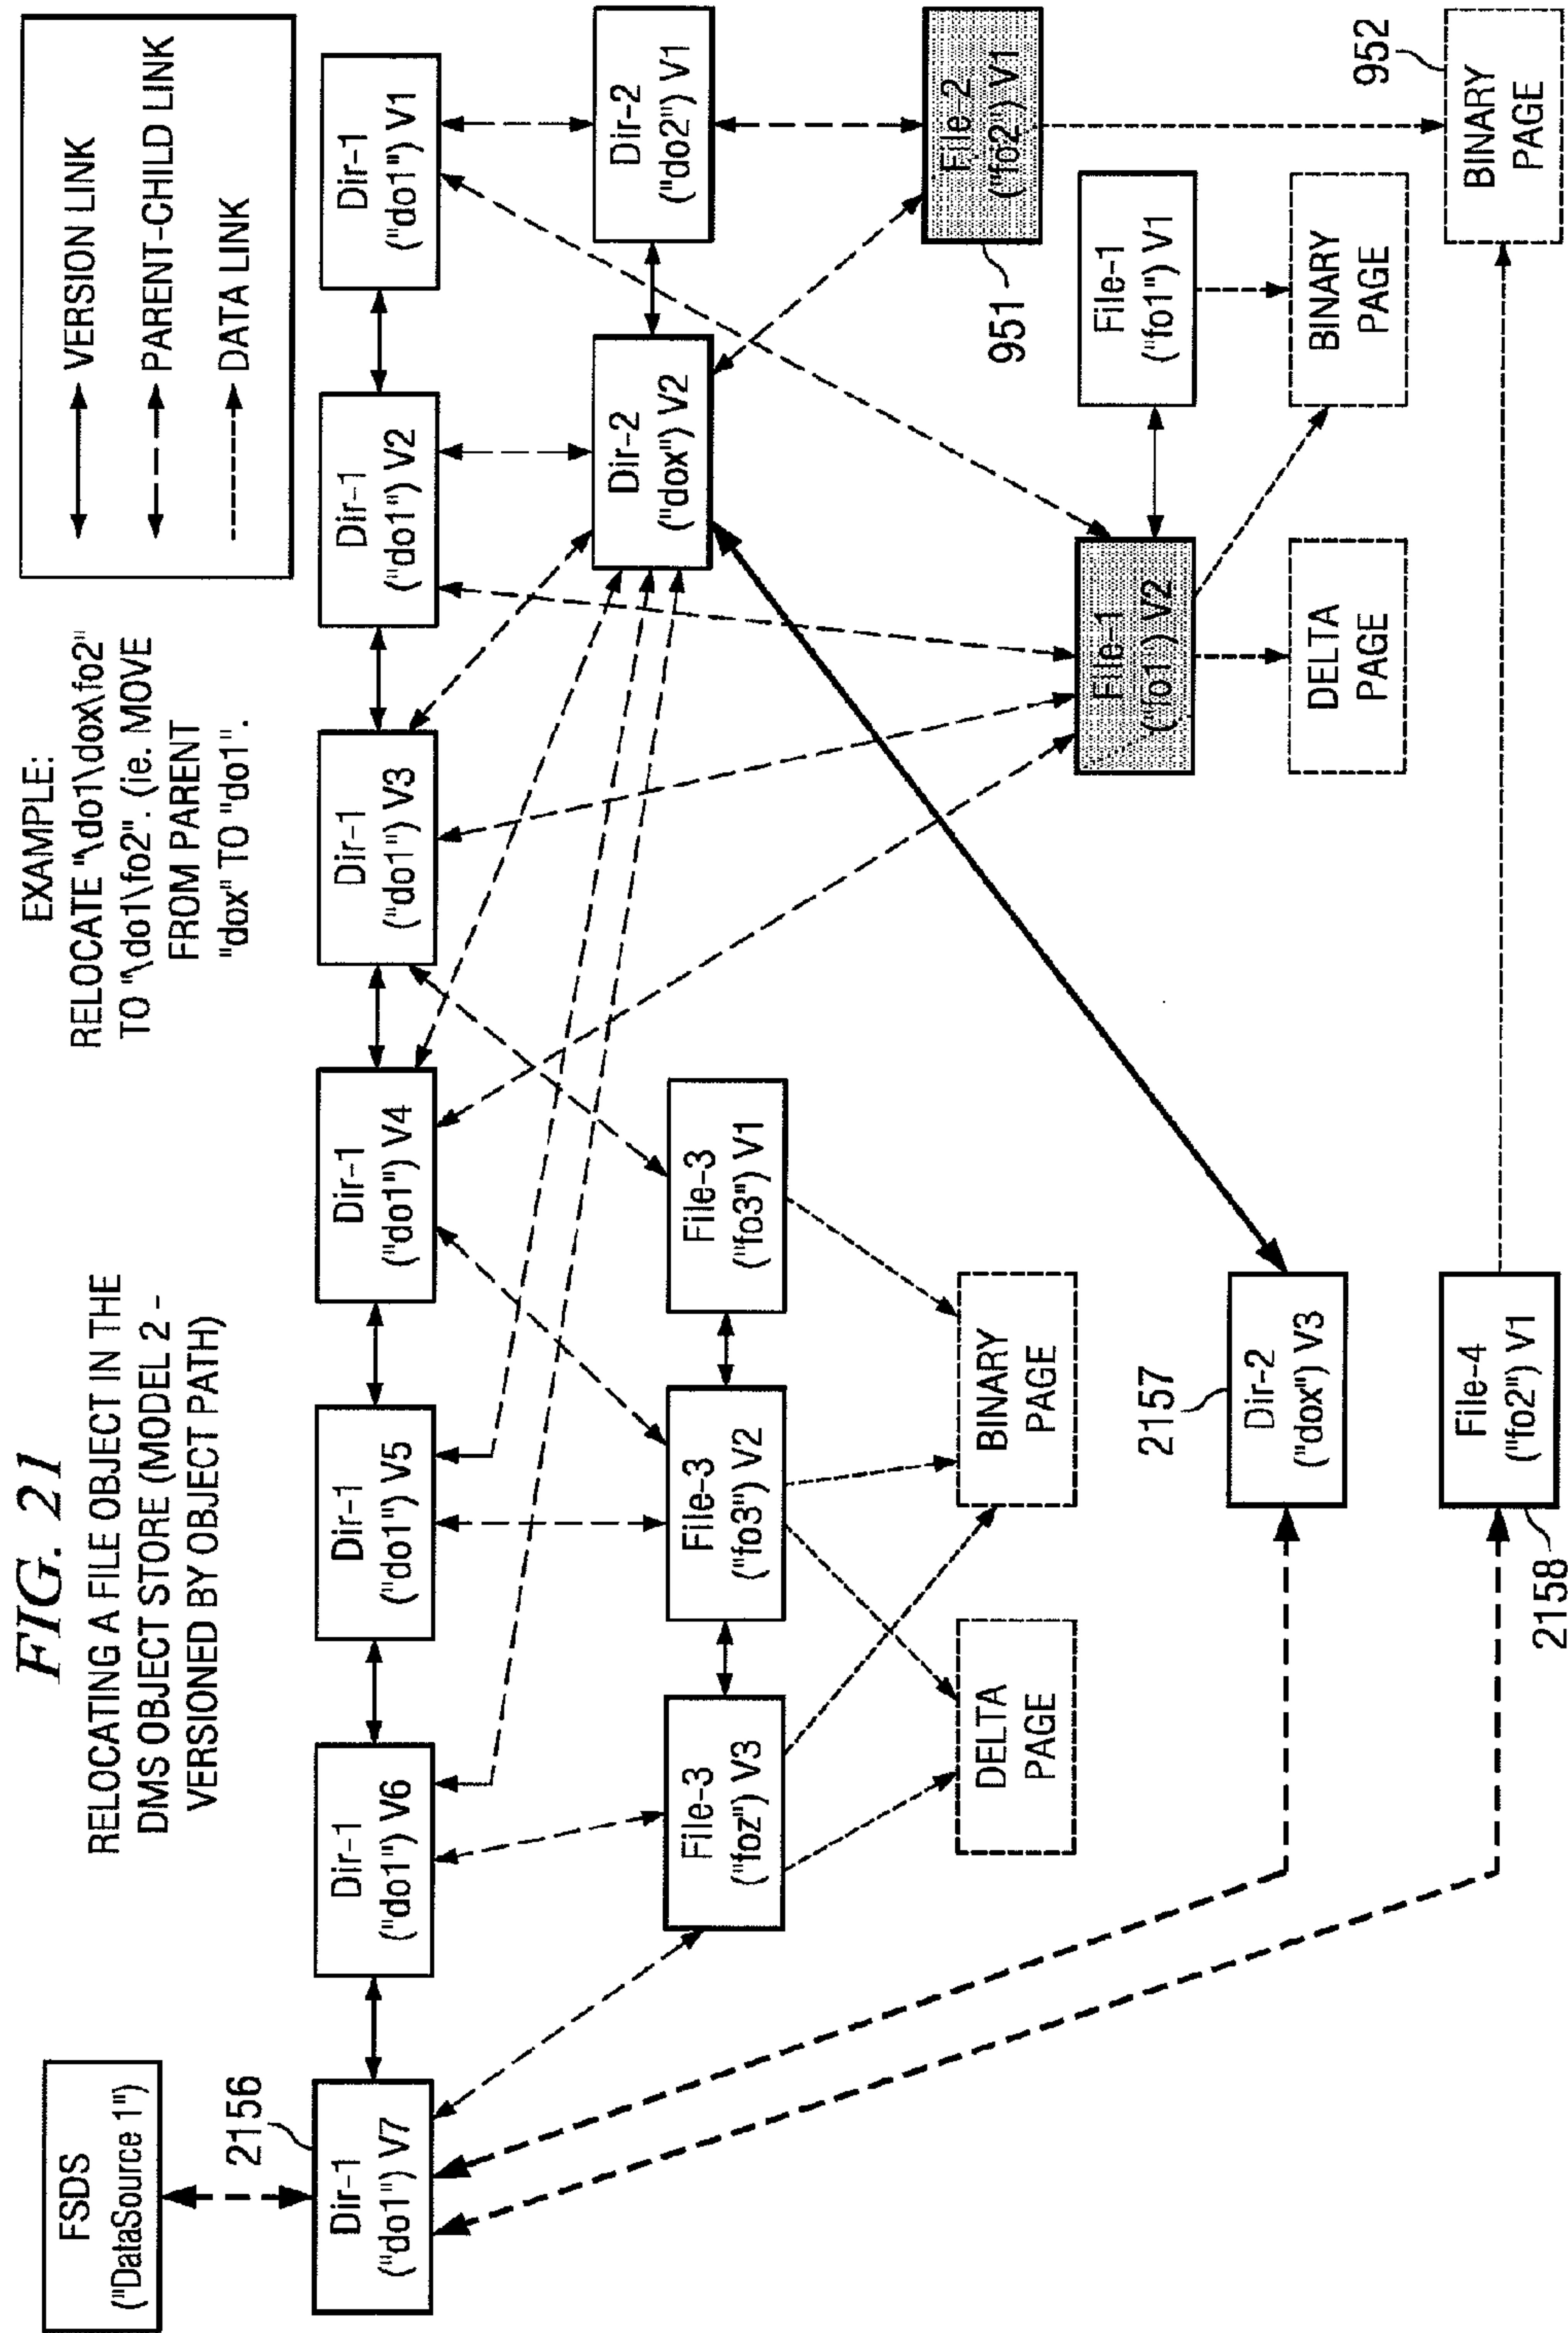 FIG. 21
RELOCATING A FILE OBJECT IN THE
DMS OBJECT STORE (MODEL 2 -
VERSIONED BY OBJECT PATH)
EXAMPLE:
RELOCATE "\do1\dox\fo2"
TO "\do1\fo2". (ie. MOVE
FROM PARENT
"dox" TO "do1".
VERSION LINK
PARENT-CHILD LINK
DATA LINK
FSDS
("DataSource 1")
2156
Dir-1
("do1") V7
Dir-1
("do1") V6
Dir-1
("do1") V5
Dir-1
("do1") V4
Dir-1
("do1") V3
Dir-1
("do1") V2
Dir-1
("do1") V1
File-3
("foz") V3
File-3
("fo3") V2
File-3
("fo3") V1
Dir-2
("dox") V2
Dir-2
("do2") V1
DELTA
PAGE
BINARY
PAGE
File-2
("fo2") V1
951
File-1
("fo1") V2
File-1
("fo1") V1
DELTA
PAGE
BINARY
PAGE
2157
Dir-2
("dox") V3
File-4
("fo2") V1
2158
952
BINARY
PAGE